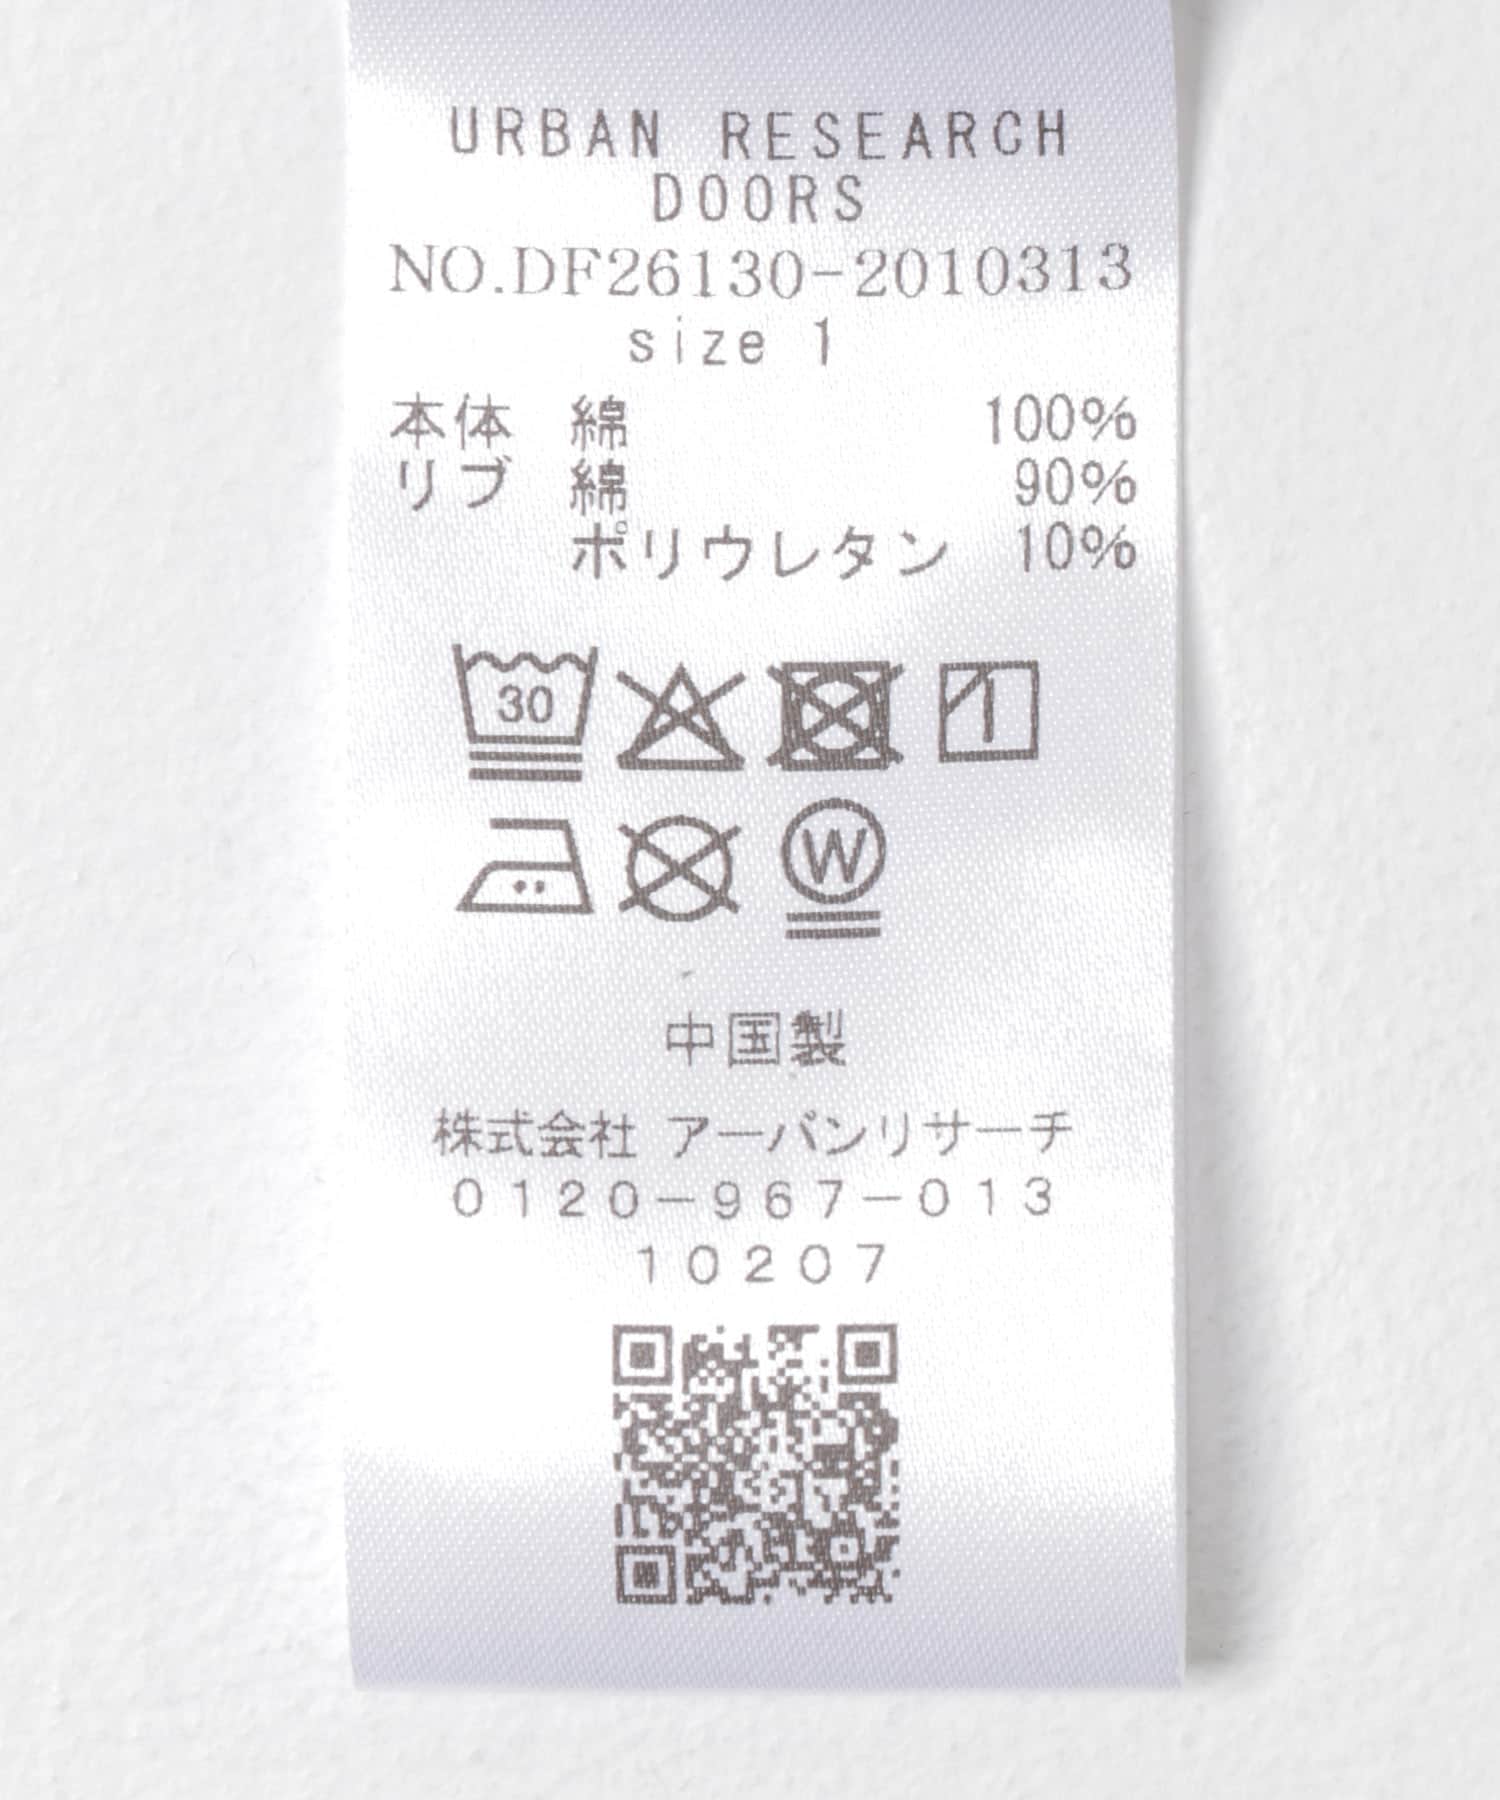 URBAN RESEARCH
DOORS
NO.DF26130-2010313
size 1
本体 綿 100%
リブ 綿 90%
ポリウレタン 10%
30
W
中国製
株式会社 アーバンリサーチ
0120-967-013
10207